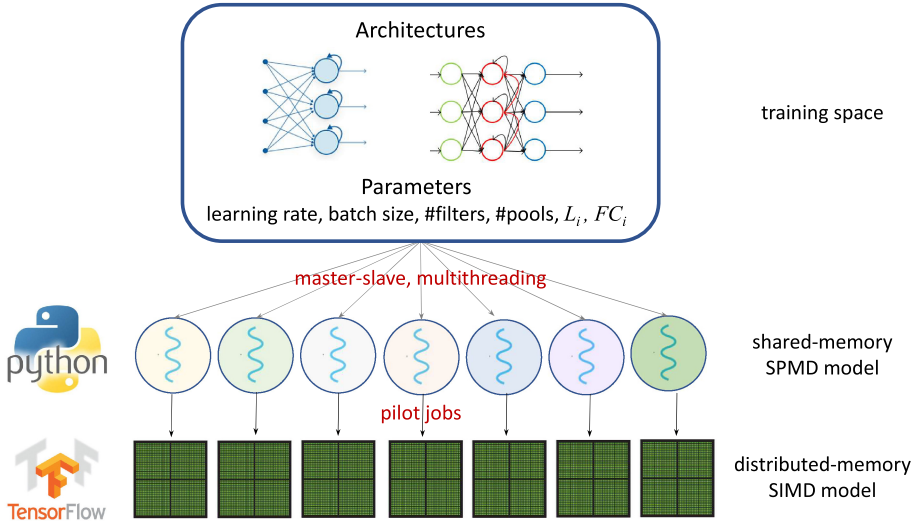 Architectures
training space
Parameters
learning rate, batch size, #filters, #pools, Lᵢ, FCᵢ
master-slave, multithreading
python
shared-memory
SPMD model
pilot jobs
distributed-memory
SIMD model
TensorFlow